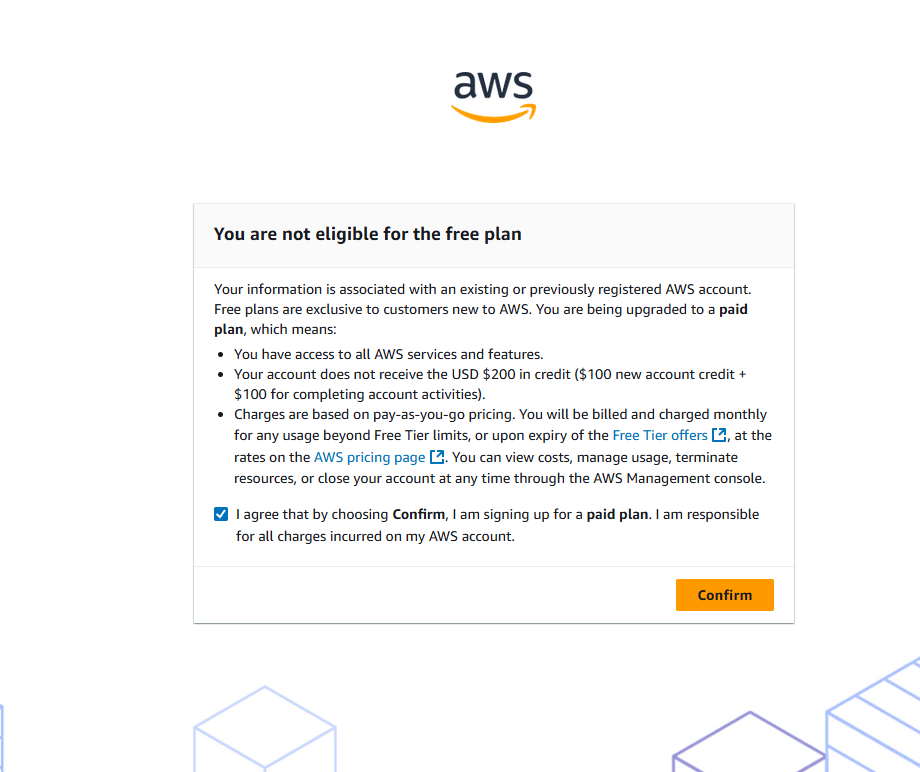 aws
You are not eligible for the free plan
Your information is associated with an existing or previously registered AWS account.
Free plans are exclusive to customers new to AWS. You are being upgraded to a paid
plan, which means:
• You have access to all AWS services and features.
• Your account does not receive the USD $200 in credit ($100 new account credit +
$100 for completing account activities).
• Charges are based on pay-as-you-go pricing. You will be billed and charged monthly
for any usage beyond Free Tier limits, or upon expiry of the Free Tier offers, at the
rates on the AWS pricing page. You can view costs, manage usage, terminate
resources, or close your account at any time through the AWS Management console.
I agree that by choosing Confirm, I am signing up for a paid plan. I am responsible
for all charges incurred on my AWS account.
Confirm